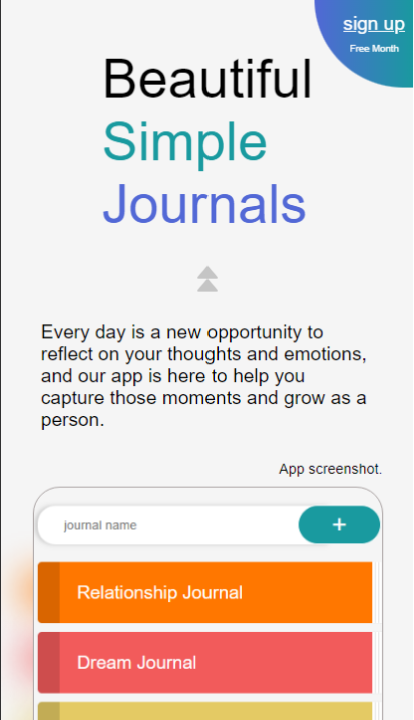 sign up
Free Month
Beautiful
Simple
Journals
Every day is a new opportunity to
reflect on your thoughts and emotions,
and our app is here to help you
capture those moments and grow as a
person.
App screenshot.
journal name
+
Relationship Journal
Dream Journal